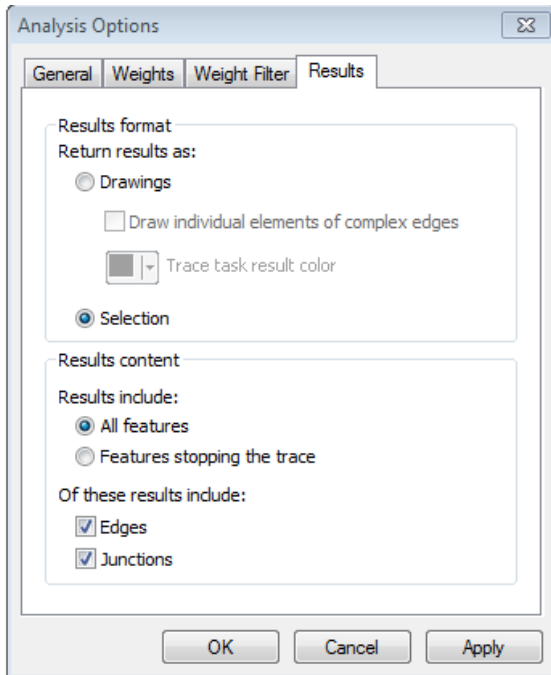 Analysis Options
General Weights Weight Filter Results
Results format
Return results as:
Drawings
Draw individual elements of complex edges
Trace task result color
Selection
Results content
Results include:
All features
Features stopping the trace
Of these results include:
Edges
Junctions
OK Cancel Apply